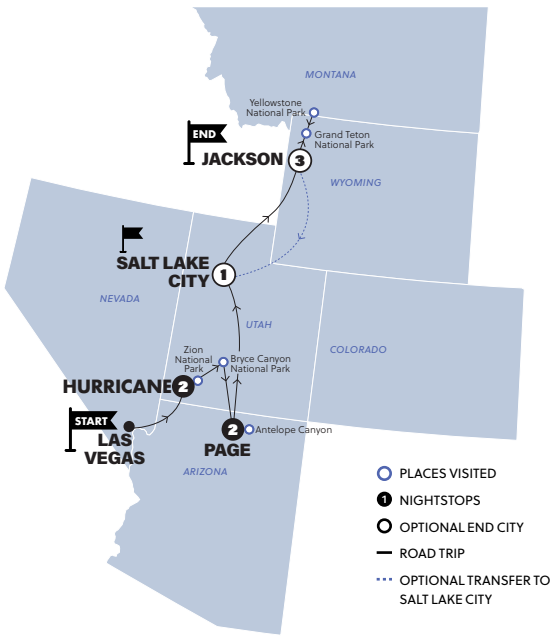 MONTANA
Yellowstone
National Park
Grand Teton
National Park
END
JACKSON
3
WYOMING
SALT LAKE
CITY
1
NEVADA
UTAH
COLORADO
Zion
National
Park
Bryce Canyon
National Park
HURRICANE
2
START
LAS
VEGAS
2
PAGE
Antelope Canyon
ARIZONA
PLACES VISITED
1 NIGHTSTOPS
OPTIONAL END CITY
ROAD TRIP
OPTIONAL TRANSFER TO
SALT LAKE CITY